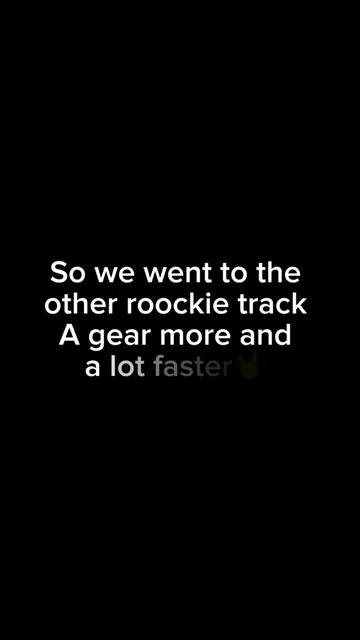 So we went to the
other roockie track
A gear more and
a lot faster🤘